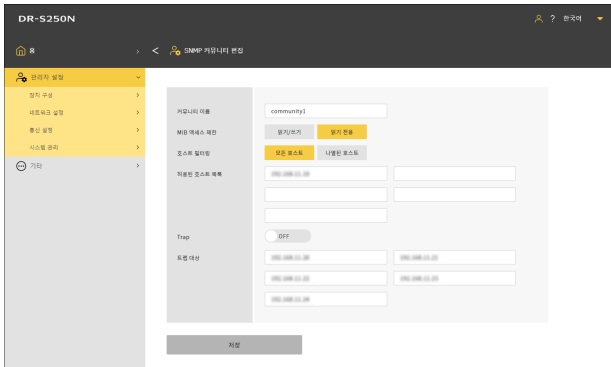 DR-S250N
? 한국어
홈
< SNMP 커뮤니티 편집
관리자 설정
장치 구성
네트워크 설정
통신 설정
시스템 관리
기타
커뮤니티 이름 community1
MIB 액세스 제한 읽기/쓰기 읽기 전용
호스트 필터링 모든 호스트 나열된 호스트
허용된 호스트 목록
Trap OFF
트랩 대상
저장